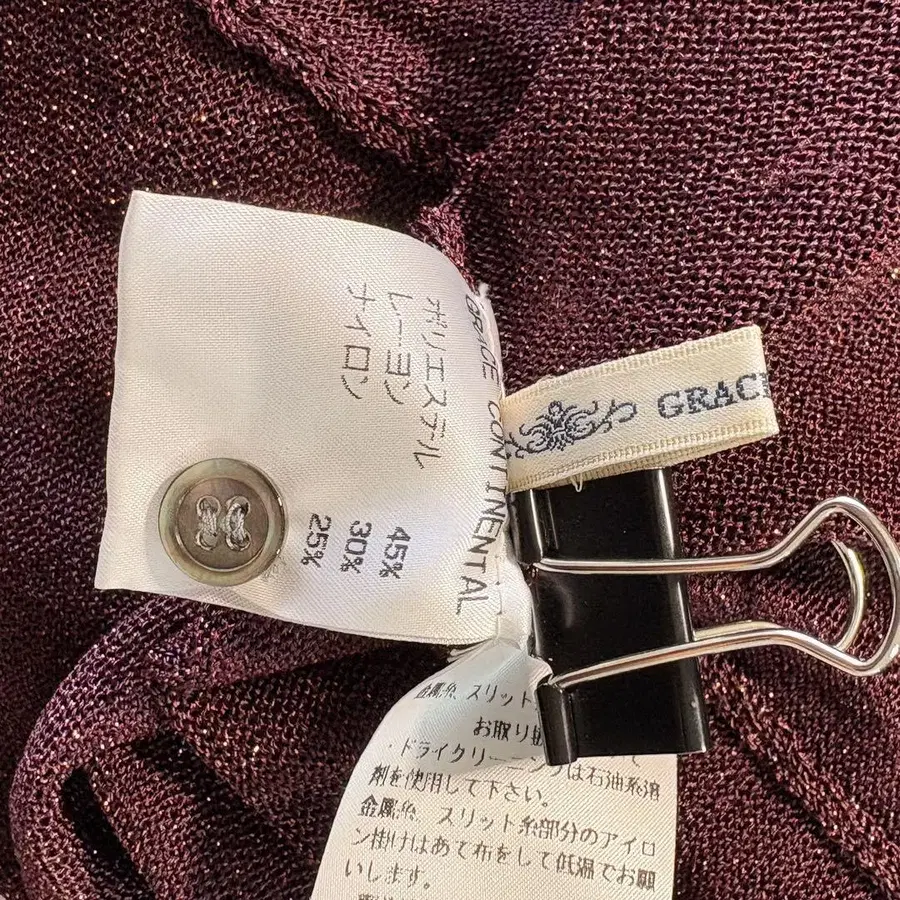 GRACE CONTINENTAL
ポリエステル 45%
レーヨン 30%
ナイロン 25%
GRACE
金属糸、スリット
お取り扱
・ドライクリーニングは石油系溶
剤を使用して下さい。
金属糸、スリット糸部分のアイロ
ン掛けはあて布をして低温でお願
いします。